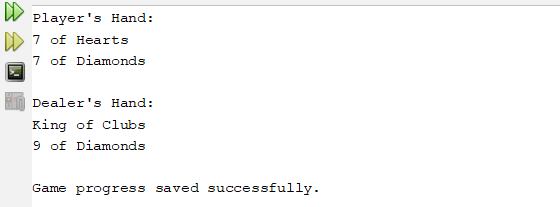 Player's Hand:
7 of Hearts
7 of Diamonds
Dealer's Hand:
King of Clubs
9 of Diamonds
Game progress saved successfully.